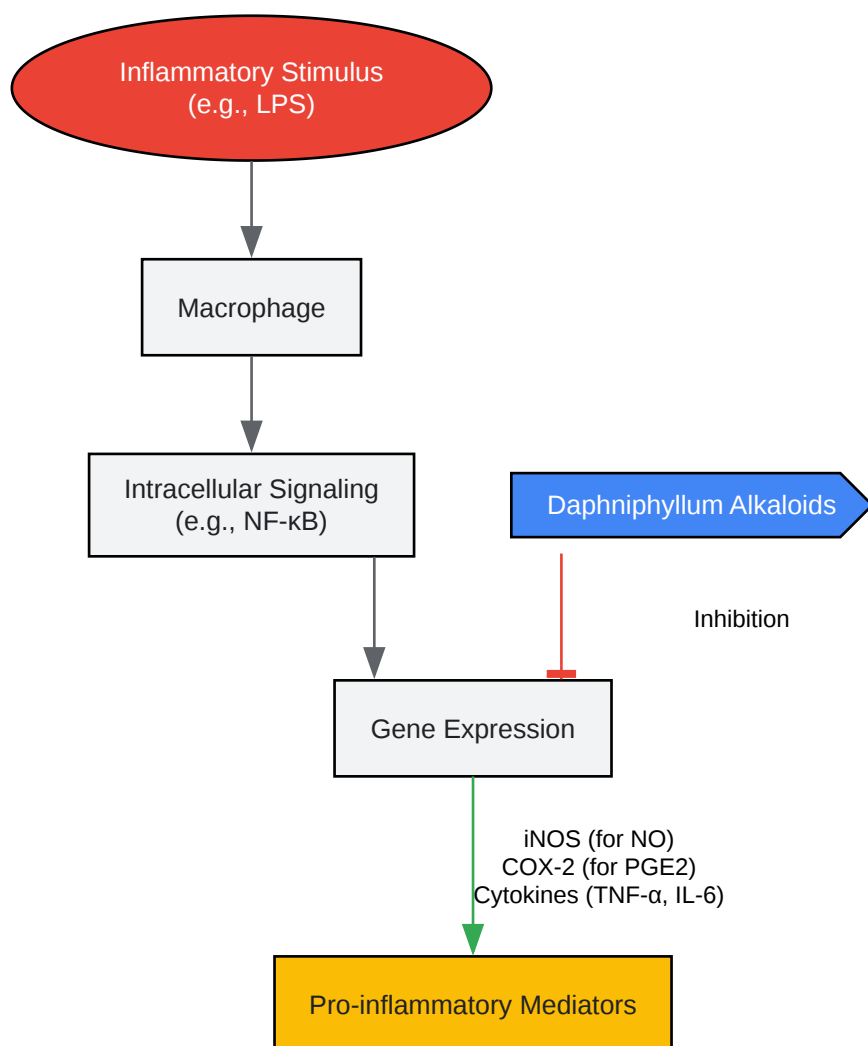 Inflammatory Stimulus
(e.g., LPS)
Macrophage
Intracellular Signaling
(e.g., NF-κB)
Daphniphyllum Alkaloids
Inhibition
Gene Expression
iNOS (for NO)
COX-2 (for PGE2)
Cytokines (TNF-α, IL-6)
Pro-inflammatory Mediators